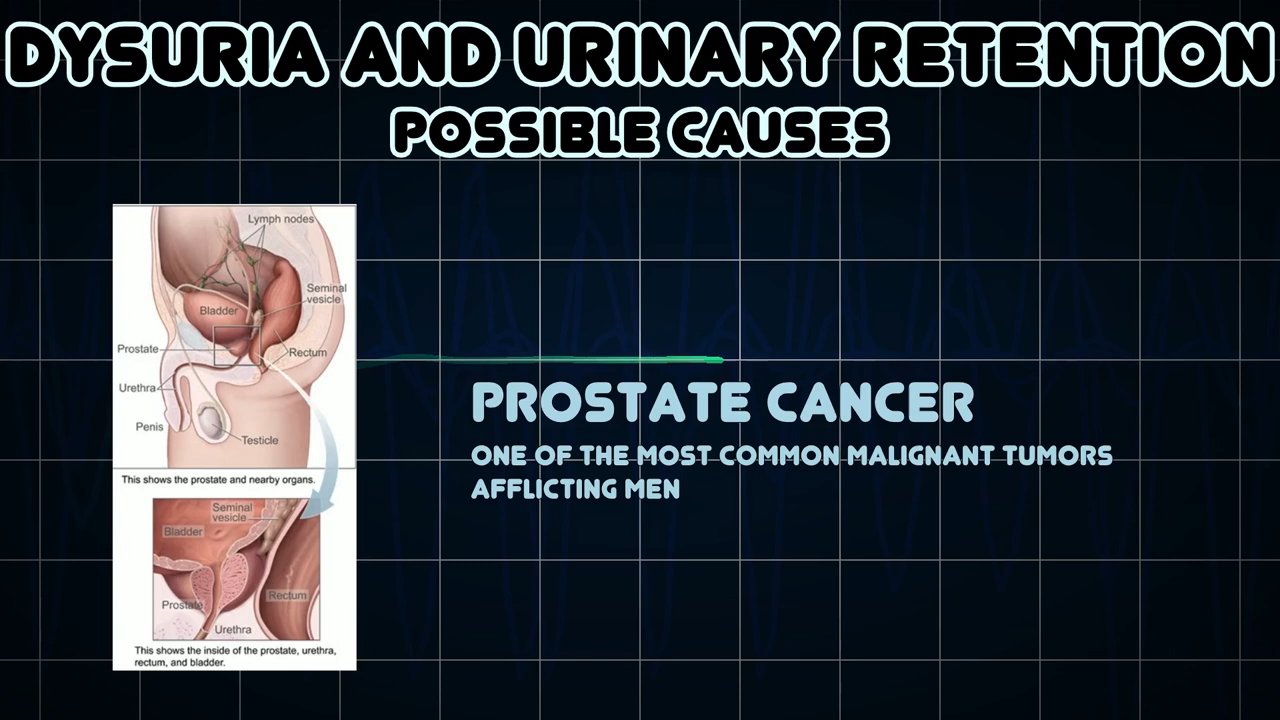 DYSURIA AND URINARY RETENTION
POSSIBLE CAUSES
Lymph nodes
Seminal
vesicle
Bladder
Prostate
Rectum
Urethra
Penis
Testicle
This shows the prostate and nearby organs.
Seminal
vesicle
Bladder
Prostate
Rectum
Urethra
This shows the inside of the prostate, urethra,
rectum, and bladder.
PROSTATE CANCER
ONE OF THE MOST COMMON MALIGNANT TUMORS
AFFLICTING MEN